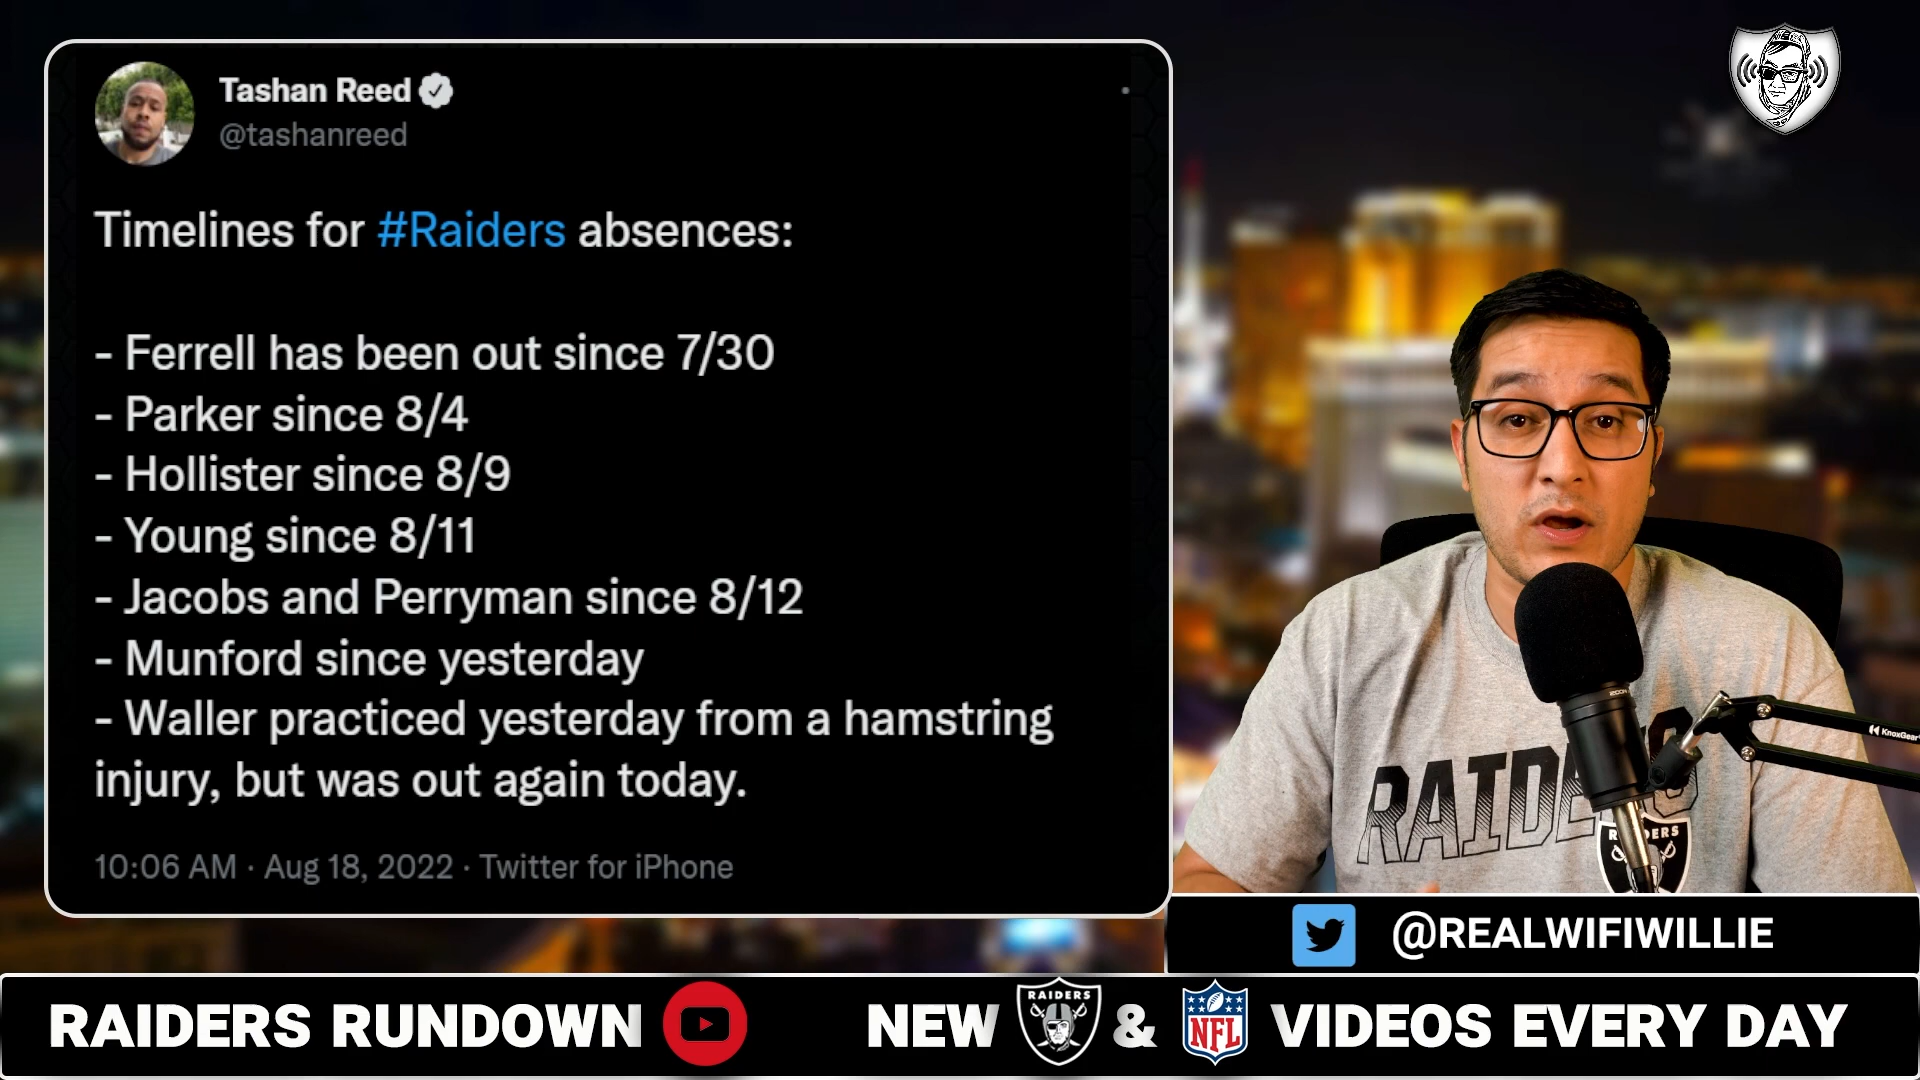 Tashan Reed
@tashanreed
Timelines for #Raiders absences:
- Ferrell has been out since 7/30
- Parker since 8/4
- Hollister since 8/9
- Young since 8/11
- Jacobs and Perryman since 8/12
- Munford since yesterday
- Waller practiced yesterday from a hamstring
injury, but was out again today.
10:06 AM · Aug 18, 2022 · Twitter for iPhone
RAIDERS
KnoxGear
@REALWIFIWILLIE
RAIDERS RUNDOWN
NEW RAIDERS & NFL VIDEOS EVERY DAY